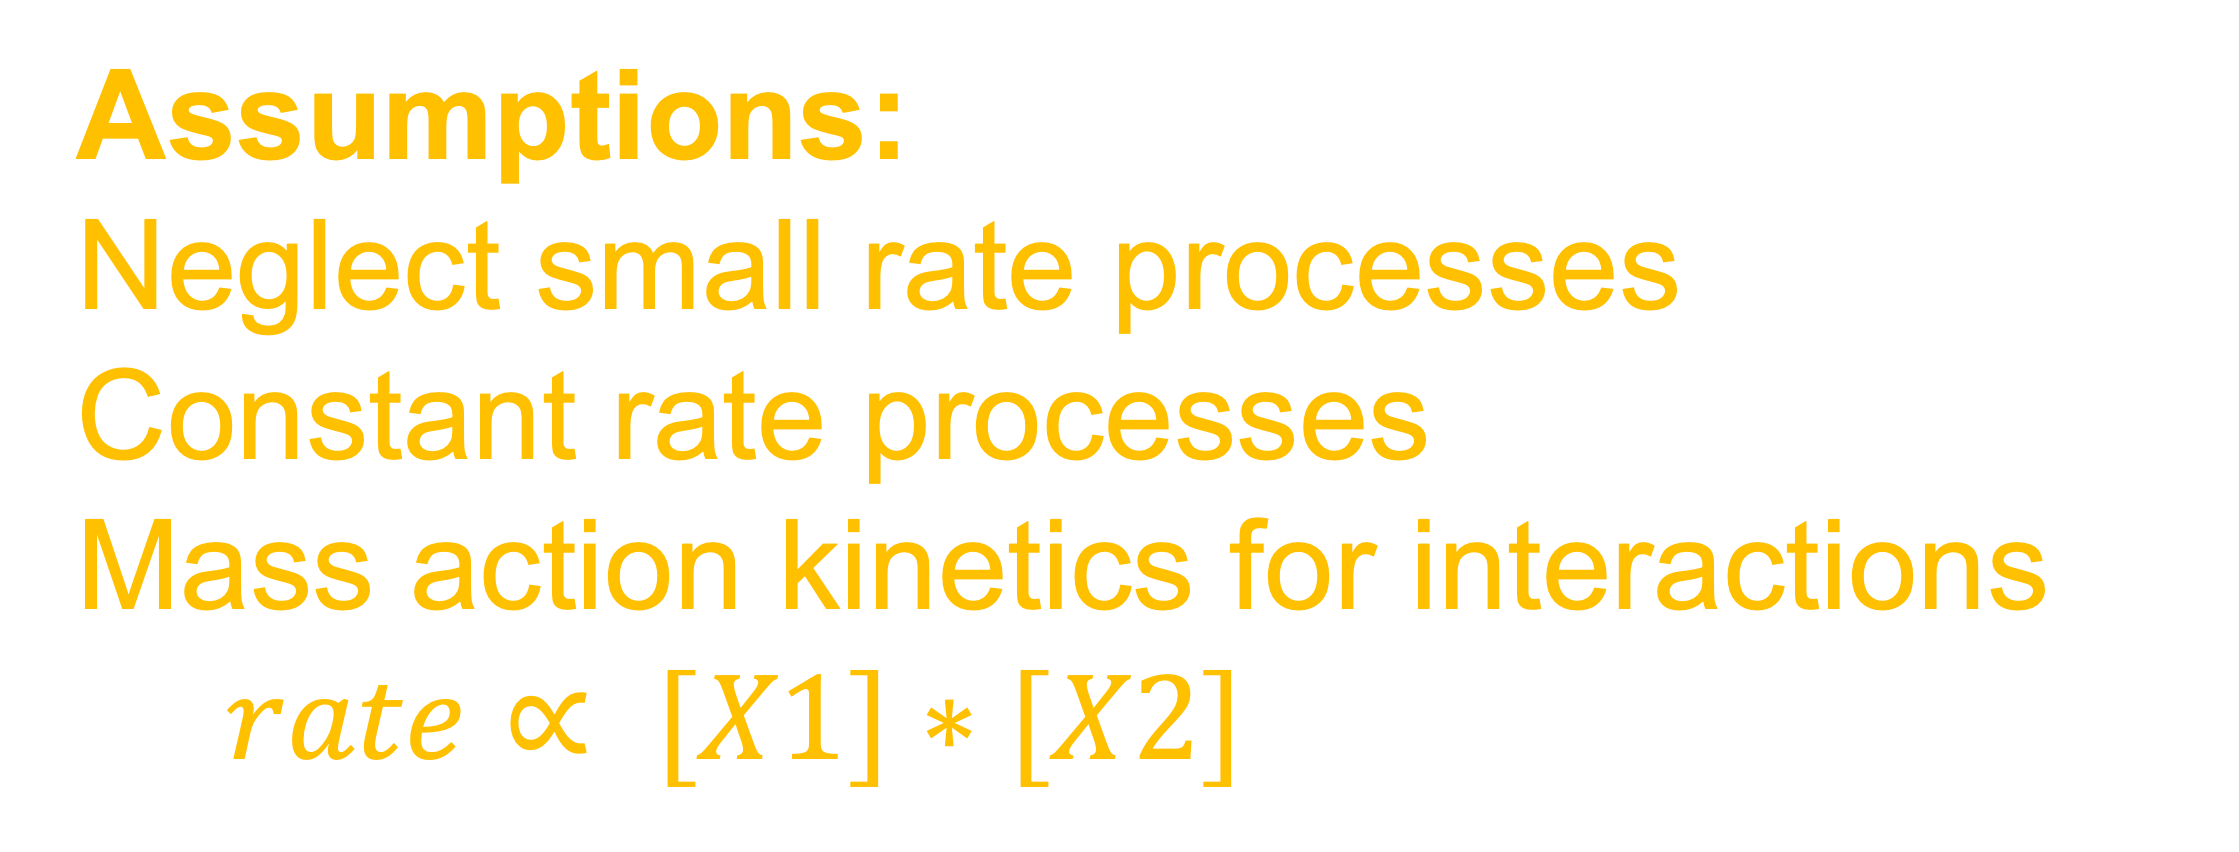 Assumptions:
Neglect small rate processes
Constant rate processes
Mass action kinetics for interactions
rate ∝ [X1] ∗ [X2]